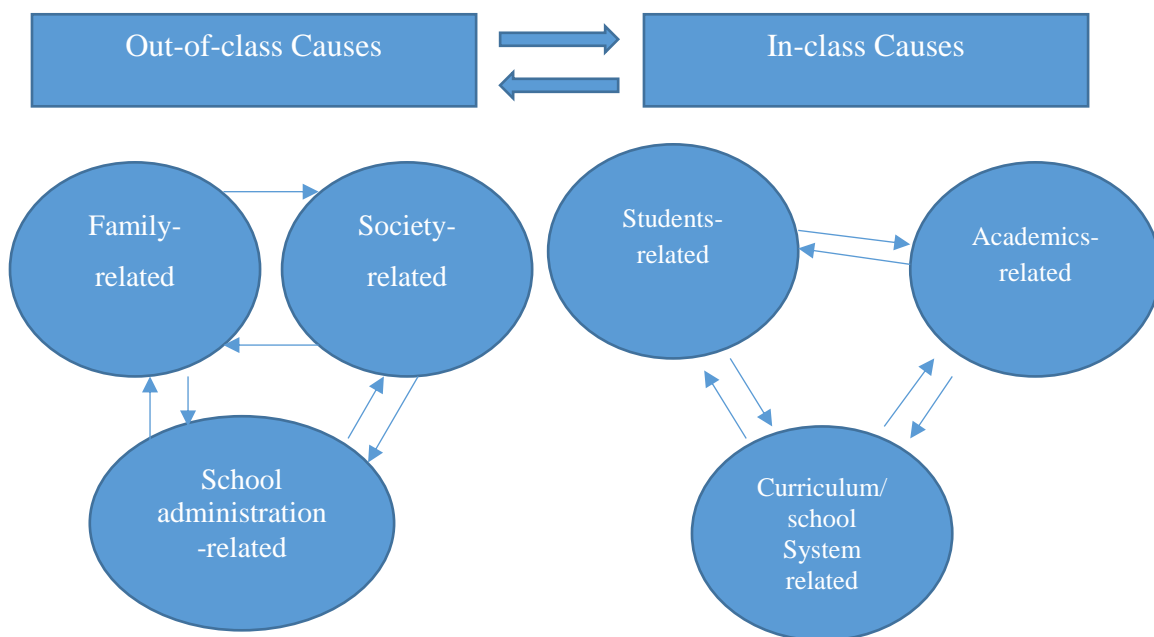 Out-of-class Causes
In-class Causes
Family-
related
Society-
related
Students-
related
Academics-
related
School
administration
-related
Curriculum/
school
System
related